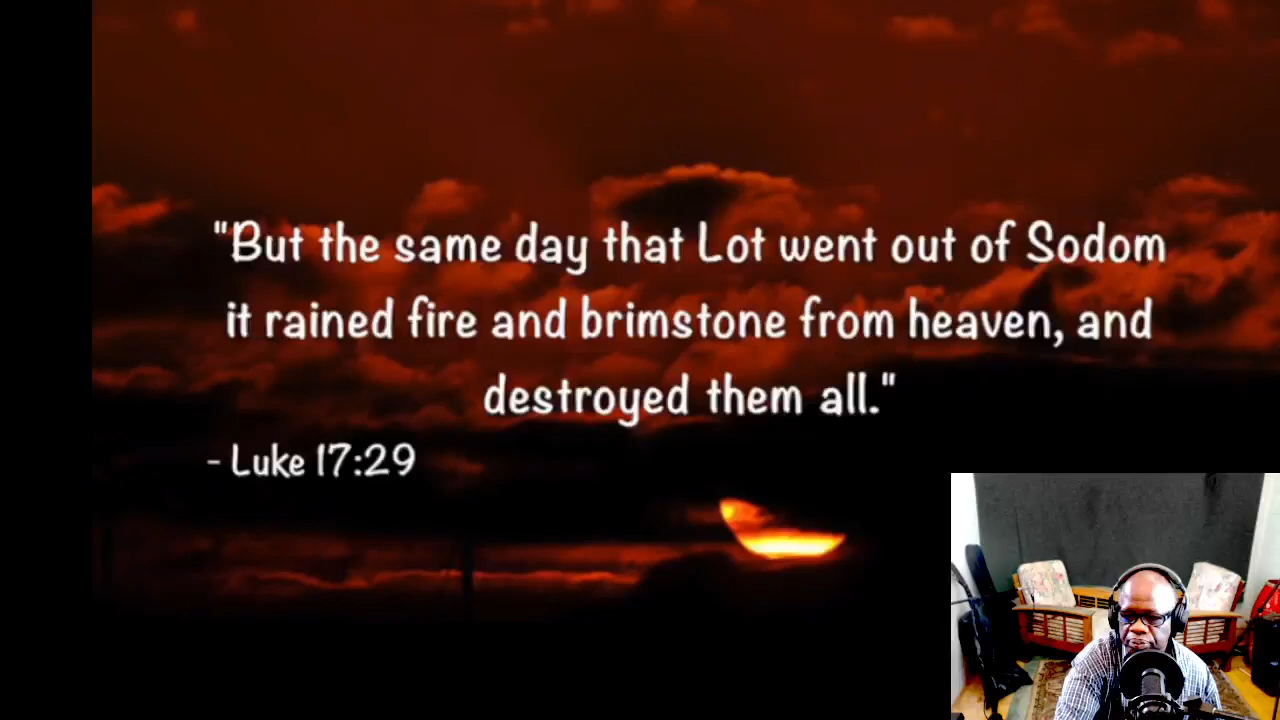 "But the same day that Lot went out of Sodom
it rained fire and brimstone from heaven, and
destroyed them all."
- Luke 17:29